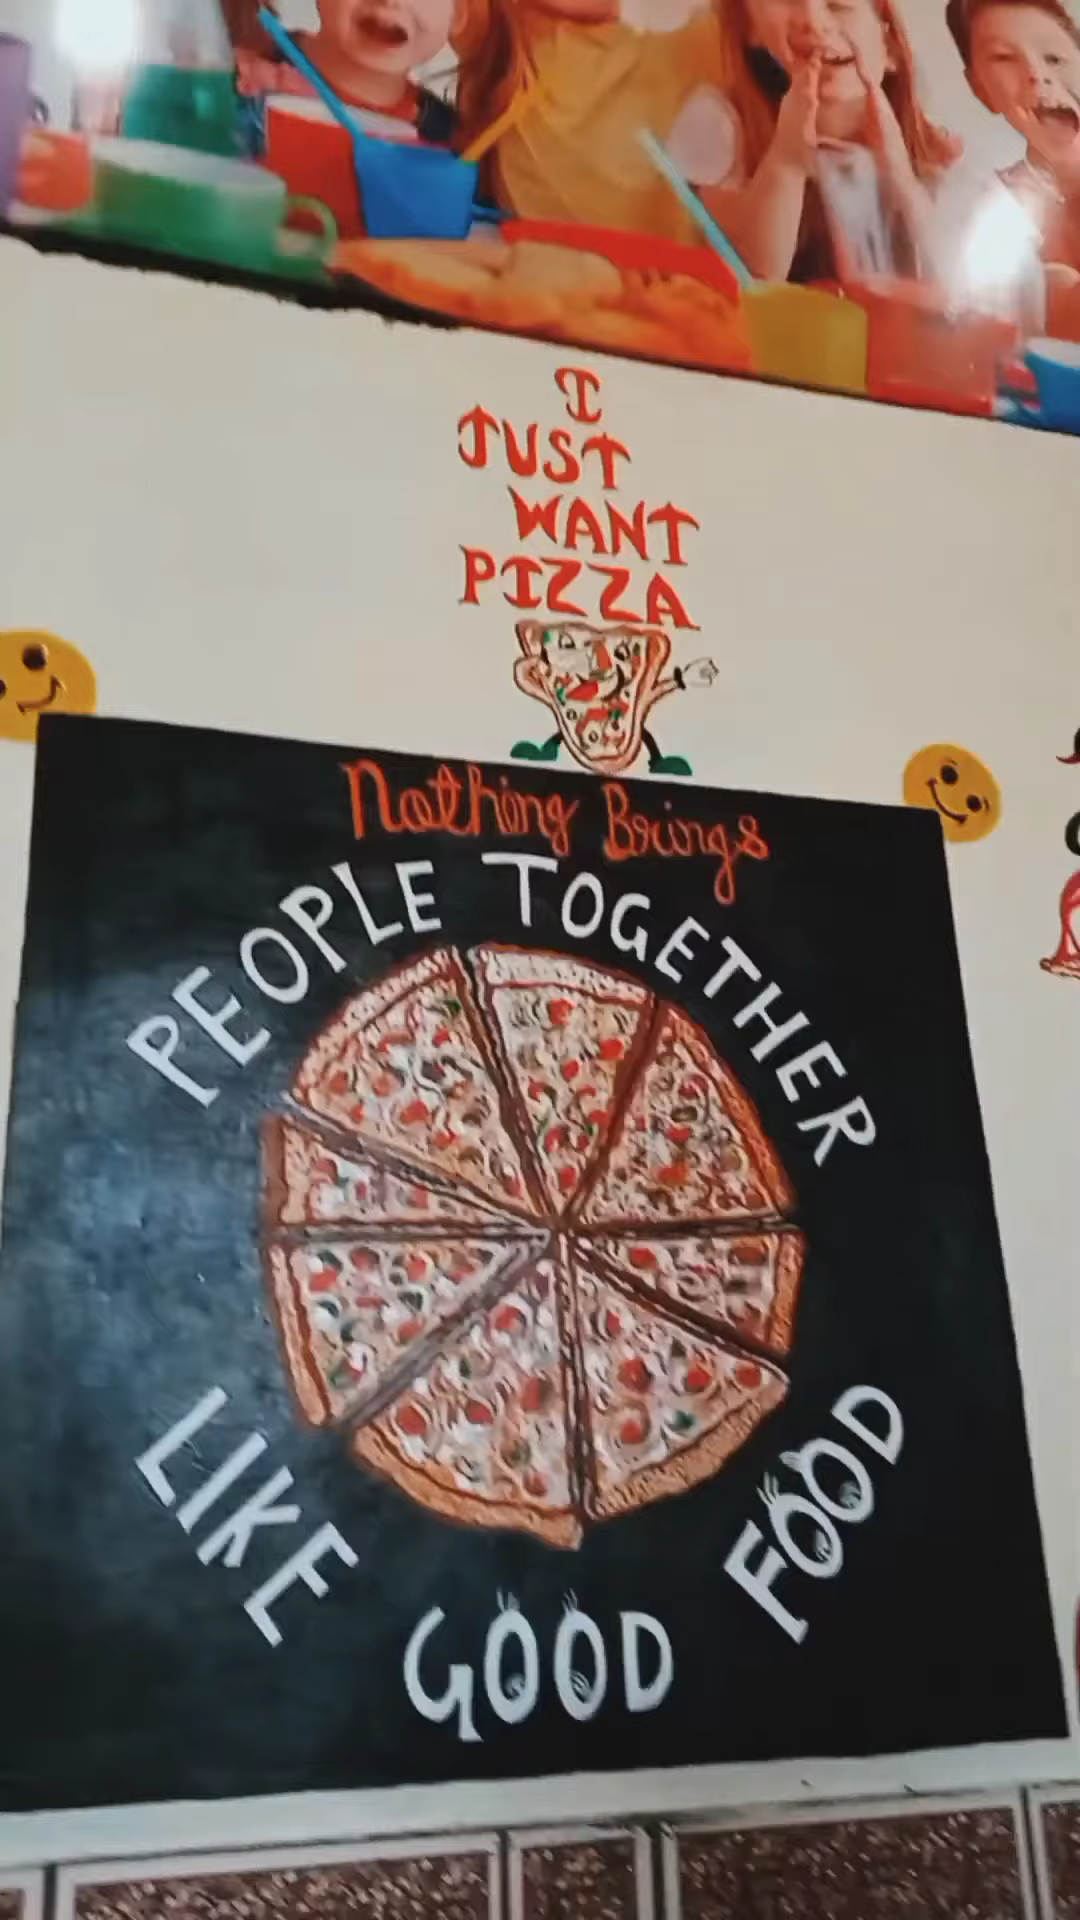 I
JUST
WANT
PIZZA
Nothing Brings
PEOPLE TOGETHER
LIKE GOOD FOOD